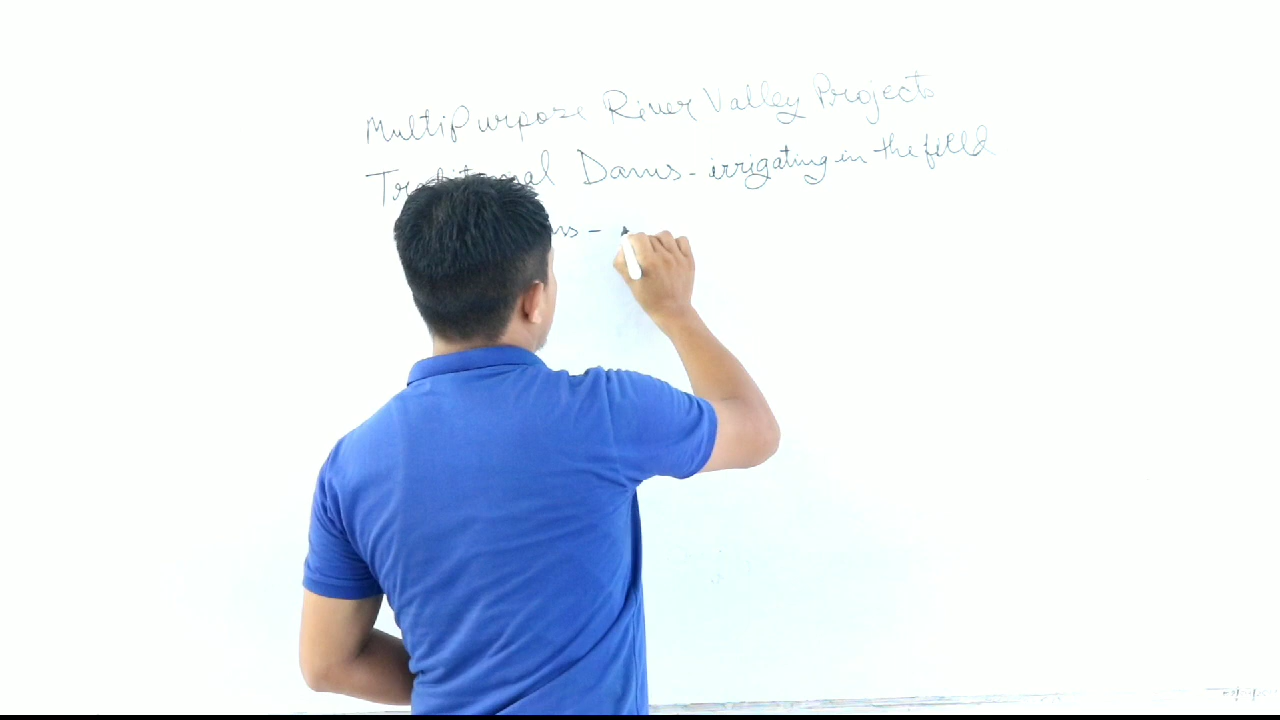 MultiPurpose River Valley Projects
Traditional Dams - irrigating in the field
ms -